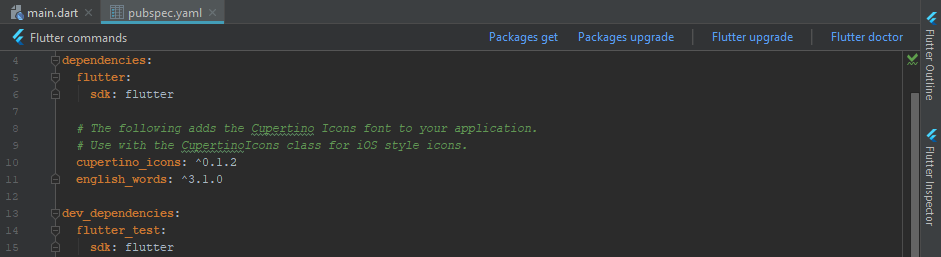 main.dart pubspec.yaml
Flutter commands Packages get Packages upgrade Flutter upgrade Flutter doctor
4 dependencies:
5 flutter:
6 sdk: flutter
7
8 # The following adds the Cupertino Icons font to your application.
9 # Use with the CupertinoIcons class for iOS style icons.
10 cupertino_icons: ^0.1.2
11 english_words: ^3.1.0
12
13 dev_dependencies:
14 flutter_test:
15 sdk: flutter
Flutter Outline
Flutter Inspector